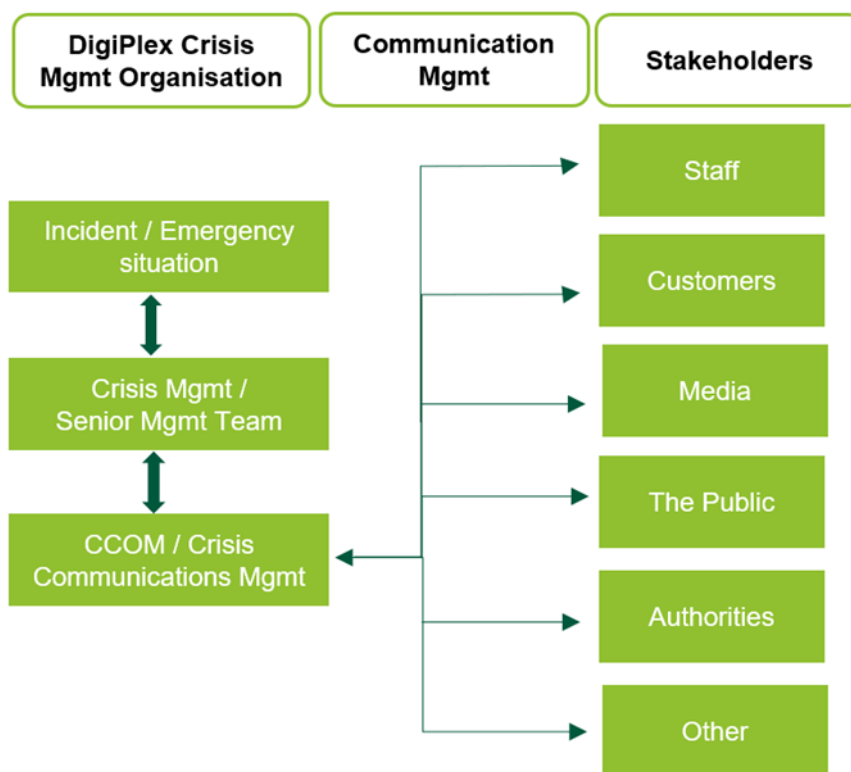 DigiPlex Crisis
Mgmt Organisation
Communication
Mgmt
Stakeholders
Incident / Emergency
situation
Crisis Mgmt /
Senior Mgmt Team
CCOM / Crisis
Communications Mgmt
Staff
Customers
Media
The Public
Authorities
Other